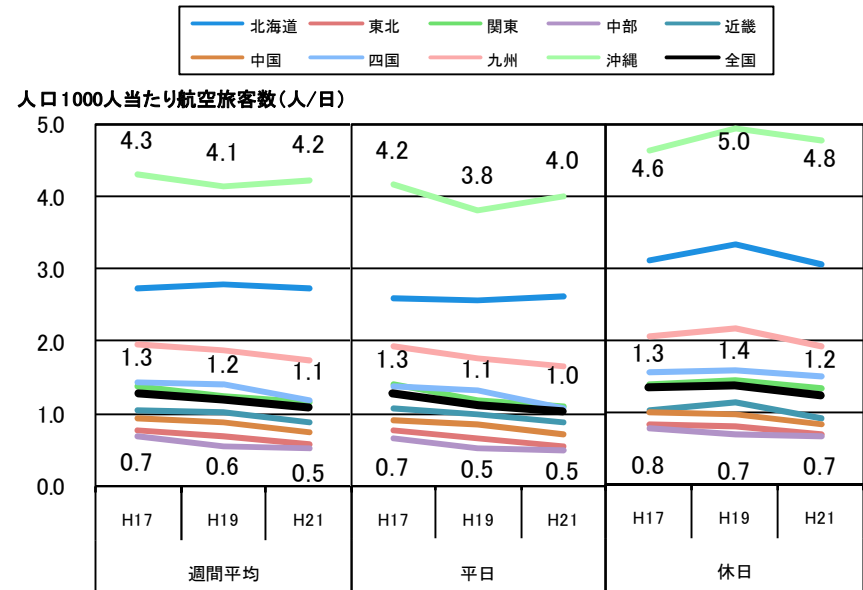 北海道 東北 関東 中部 近畿
中国 四国 九州 沖縄 全国
人口1000人当たり航空旅客数(人/日)
5.0
4.0
3.0
2.0
1.0
0.0
4.3 4.1 4.2 4.2 3.8 4.0 4.6 5.0 4.8
1.3 1.2 1.1 1.3 1.1 1.0 1.3 1.4 1.2
0.7 0.6 0.5 0.7 0.5 0.5 0.8 0.7 0.7
H17 H19 H21 H17 H19 H21 H17 H19 H21
週間平均 平日 休日